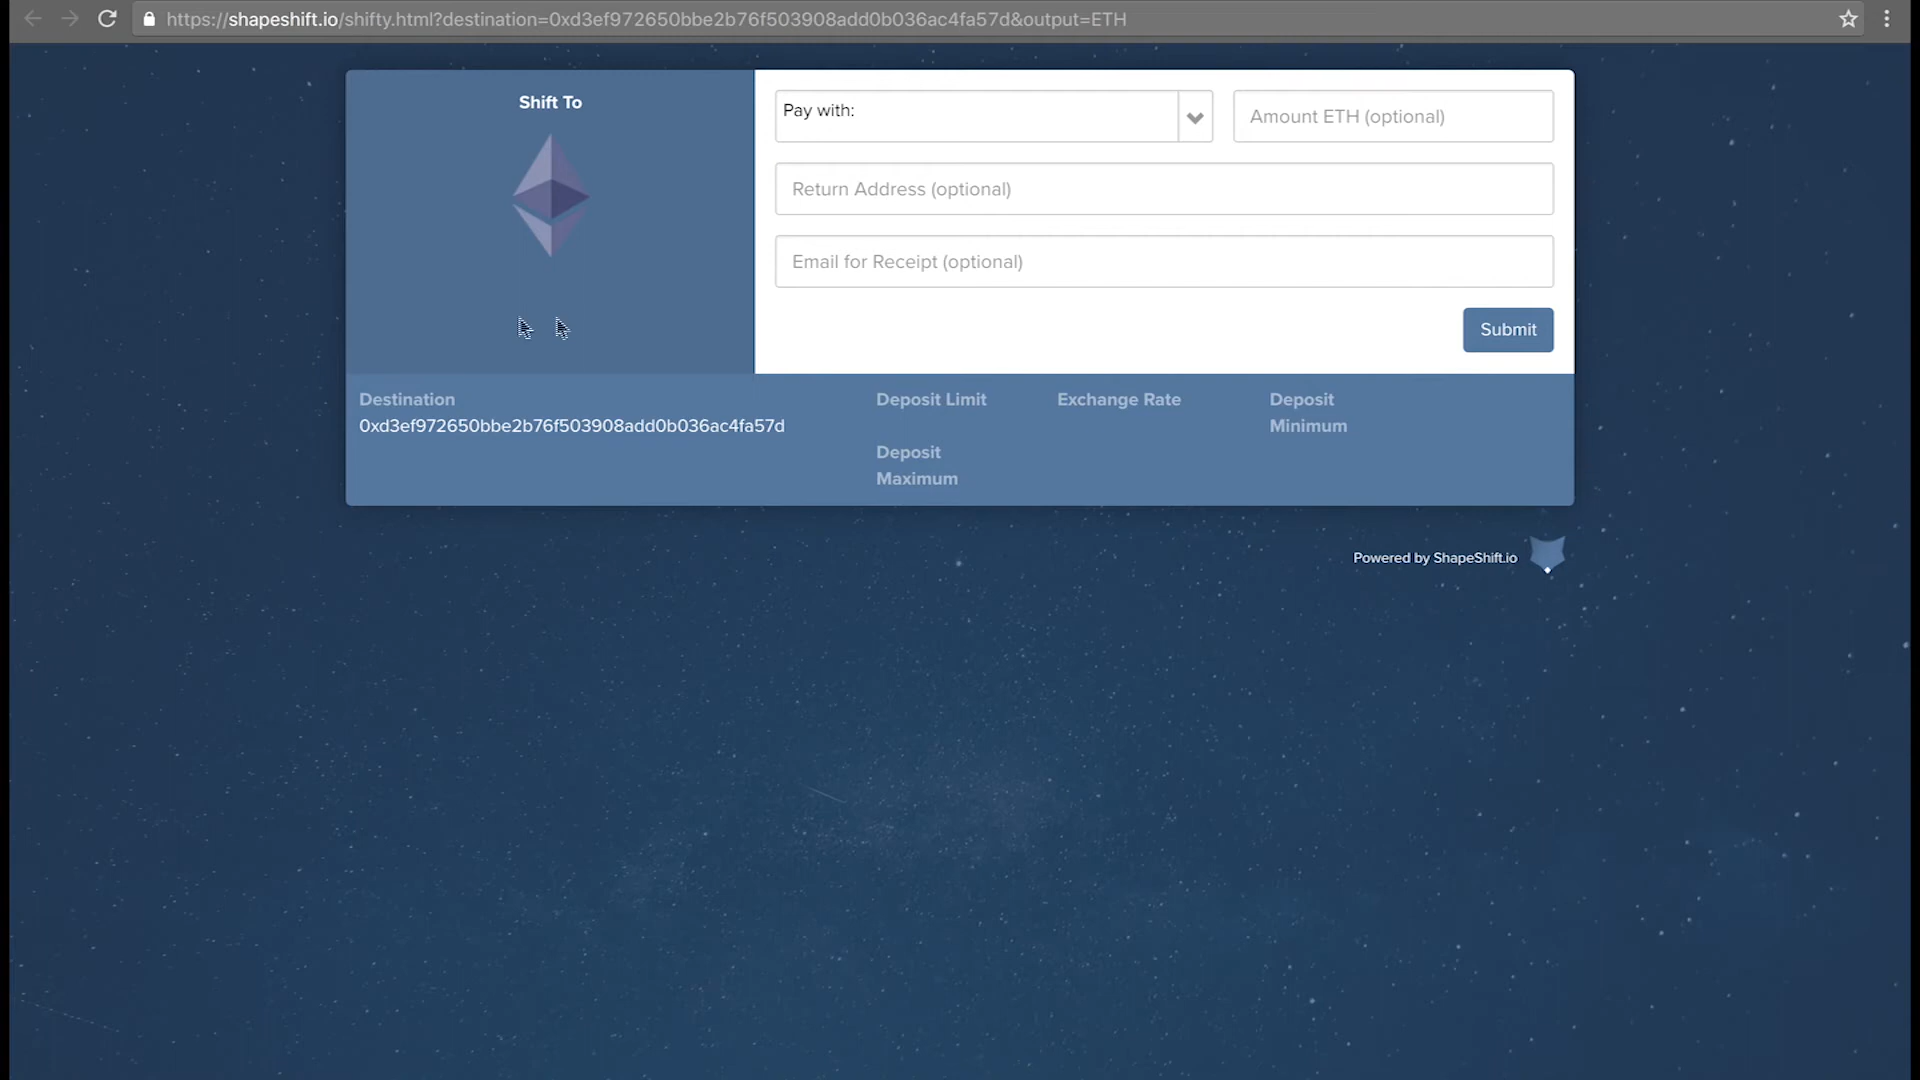 https://shapeshift.io/shifty.html?destination=0xd3ef972650bbe2b76f503908add0b036ac4fa57d&output=ETH
Shift To
Pay with:
Amount ETH (optional)
Return Address (optional)
Email for Receipt (optional)
Submit
Destination
0xd3ef972650bbe2b76f503908add0b036ac4fa57d
Deposit Limit
Exchange Rate
Deposit
Minimum
Deposit
Maximum
Powered by ShapeShift.io